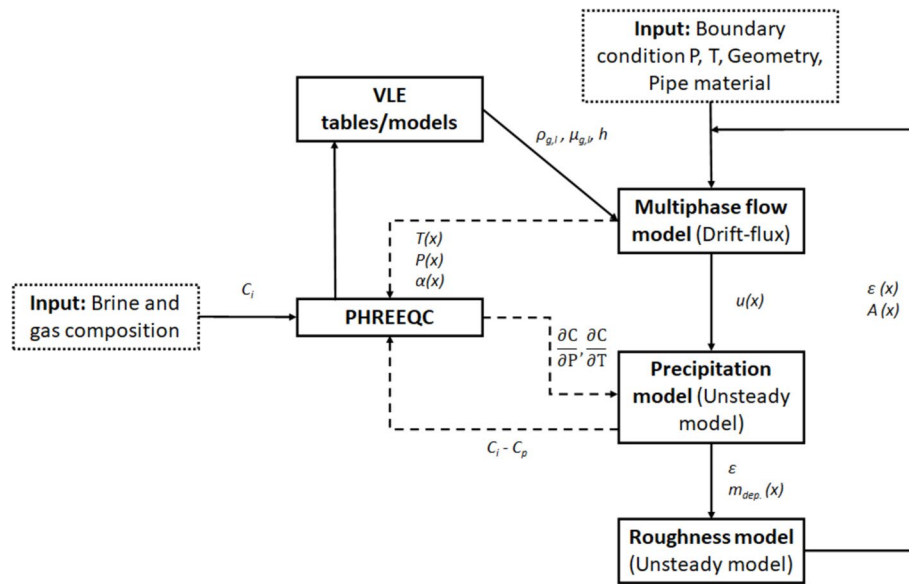 Input: Boundary
condition P, T, Geometry,
Pipe material
VLE
tables/models
ρg,l , μg,l, h
Multiphase flow
model (Drift-flux)
T(x)
P(x)
α(x)
Input: Brine and
gas composition
Ci
PHREEQC
u(x)
ε (x)
A (x)
∂C/∂P, ∂C/∂T
Precipitation
model (Unsteady
model)
Ci - Cp
ε
mdep. (x)
Roughness model
(Unsteady model)